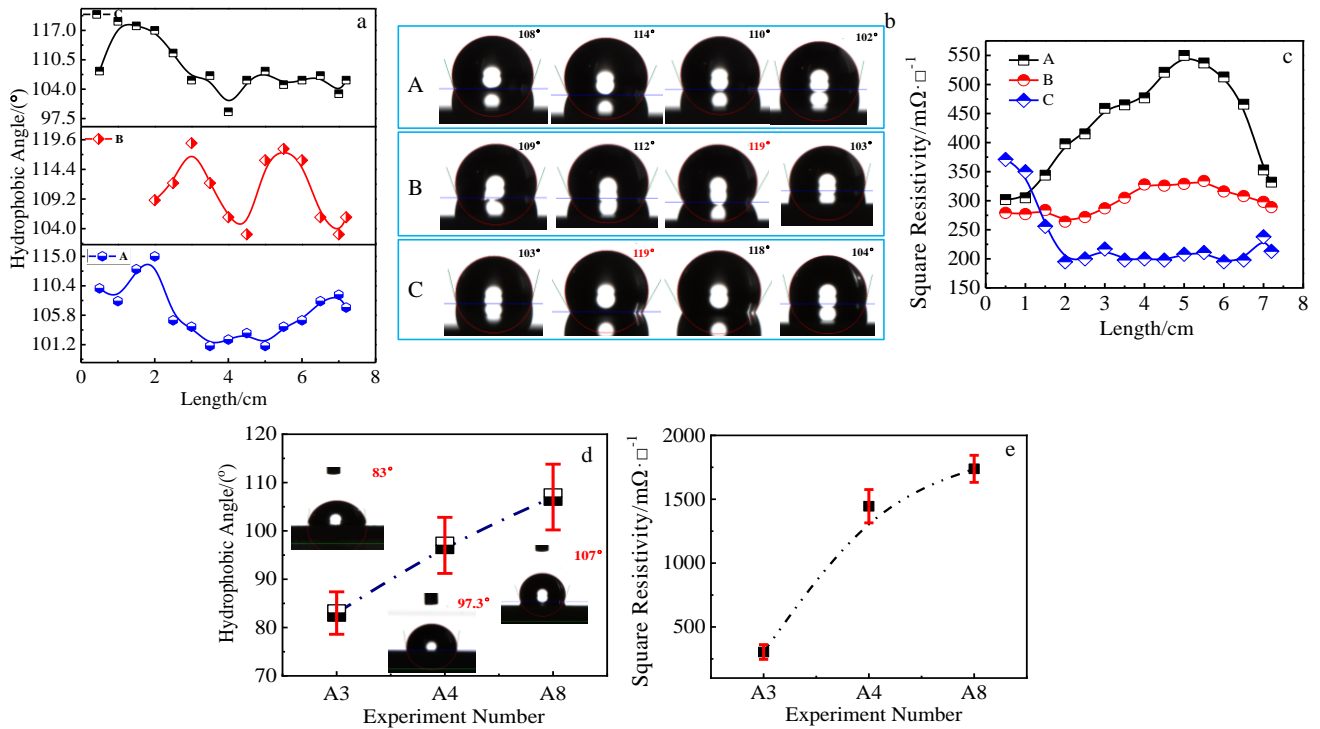 a
C
117.0
110.5
104.0
97.5
B
119.6
114.4
109.2
104.0
A
115.0
110.4
105.8
101.2
0 2 4 6 8
Length/cm
Hydrophobic Angle/(°)
b
A
108° 114° 110° 102°
B
109° 112° 119° 103°
C
103° 119° 118° 104°
c
A
B
C
550
500
450
400
350
300
250
200
150
0 1 2 3 4 5 6 7 8
Length/cm
Square Resistivity/mΩ·□⁻¹
d
120
110
100
90
80
70
83°
97.3°
107°
A3 A4 A8
Experiment Number
Hydrophobic Angle/(°)
e
2000
1500
1000
500
A3 A4 A8
Experiment Number
Square Resistivity/mΩ·□⁻¹